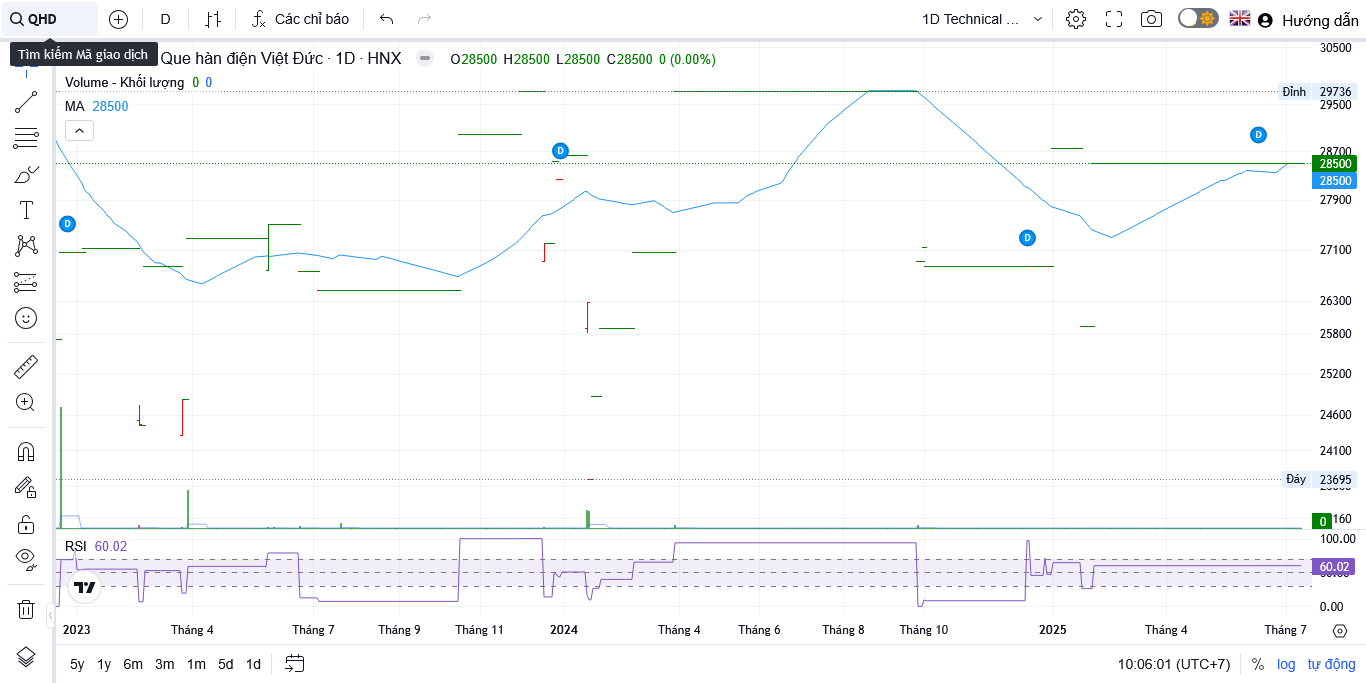 QHD
D
Các chỉ báo
1D Technical ...
Hướng dẫn
Tìm kiếm Mã giao dịch
Que hàn điện Việt Đức · 1D · HNX
O28500 H28500 L28500 C28500 0 (0.00%)
Volume - Khối lượng 0 0
MA 28500
30500
Đỉnh 29736
29500
28700
28500
28500
27900
27100
26300
25800
25200
24600
24100
Đáy 23695
0
160
D
D
D
D
RSI 60.02
100.00
60.02
0.00
2023 Tháng 4 Tháng 7 Tháng 9 Tháng 11 2024 Tháng 4 Tháng 6 Tháng 8 Tháng 10 2025 Tháng 4 Tháng 7
5y 1y 6m 3m 1m 5d 1d
10:06:01 (UTC+7) % log tự động